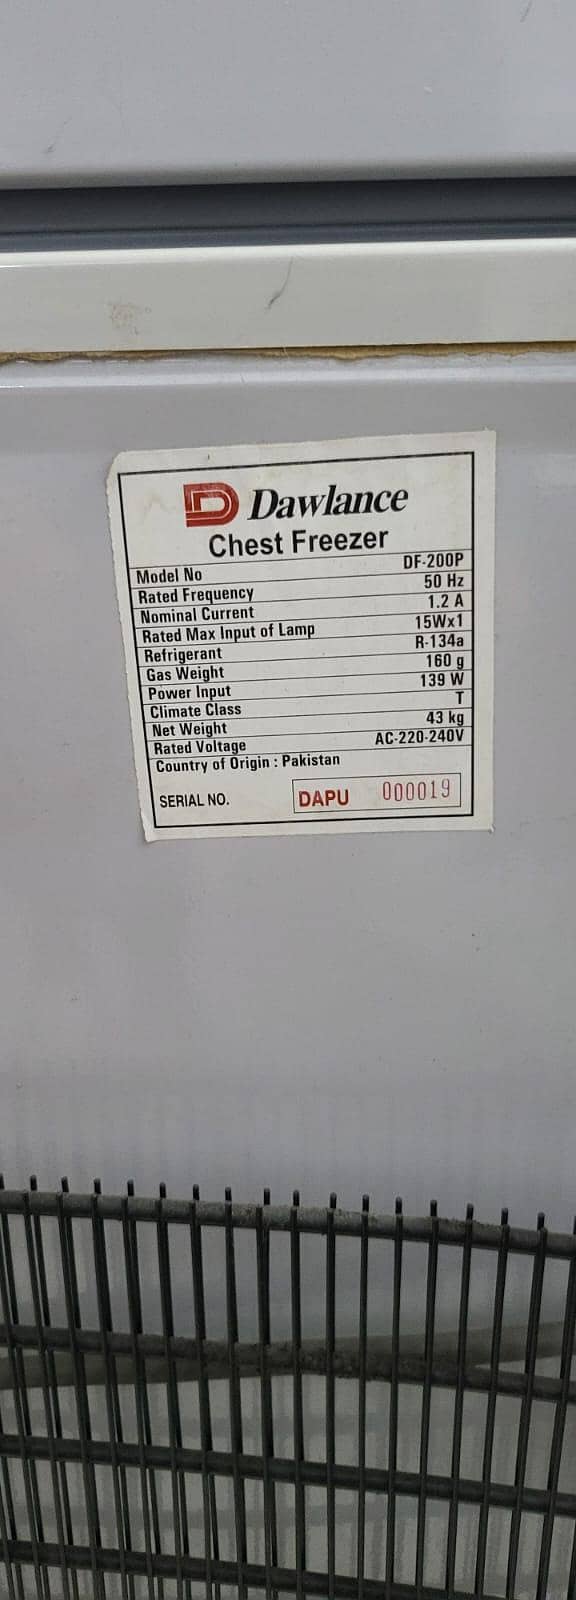 Dawlance
Chest Freezer
Model No DF-200P
Rated Frequency 50 Hz
Nominal Current 1.2 A
Rated Max Input of Lamp 15Wx1
Refrigerant R-134a
Gas Weight 160 g
Power Input 139 W
Climate Class T
Net Weight 43 kg
Rated Voltage AC-220-240V
Country of Origin : Pakistan
SERIAL NO. DAPU 000019